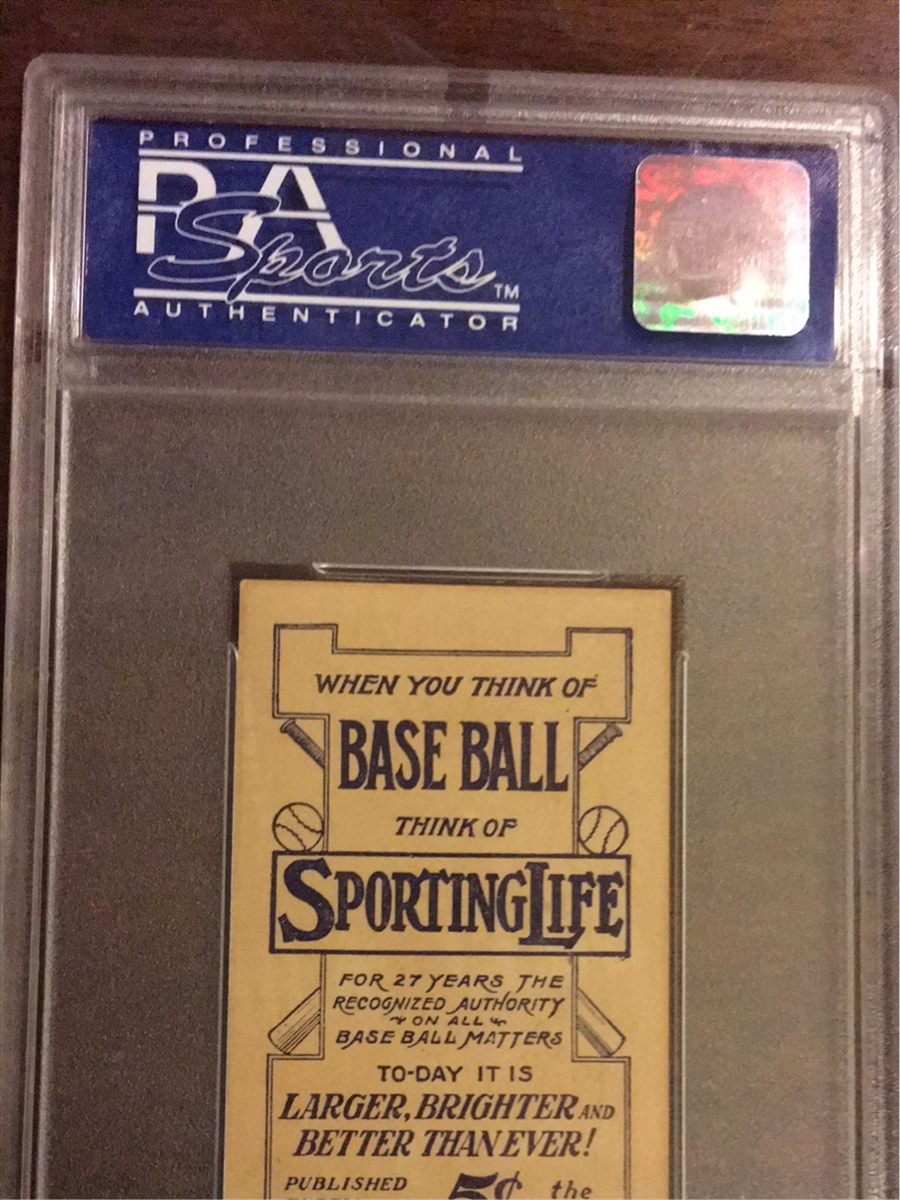 PROFESSIONAL
PSA
Sports TM
AUTHENTICATOR
WHEN YOU THINK OF
BASE BALL
THINK OF
SPORTING LIFE
FOR 27 YEARS THE
RECOGNIZED AUTHORITY
ON ALL
BASE BALL MATTERS
TO-DAY IT IS
LARGER, BRIGHTER AND
BETTER THAN EVER!
PUBLISHED 5¢ the